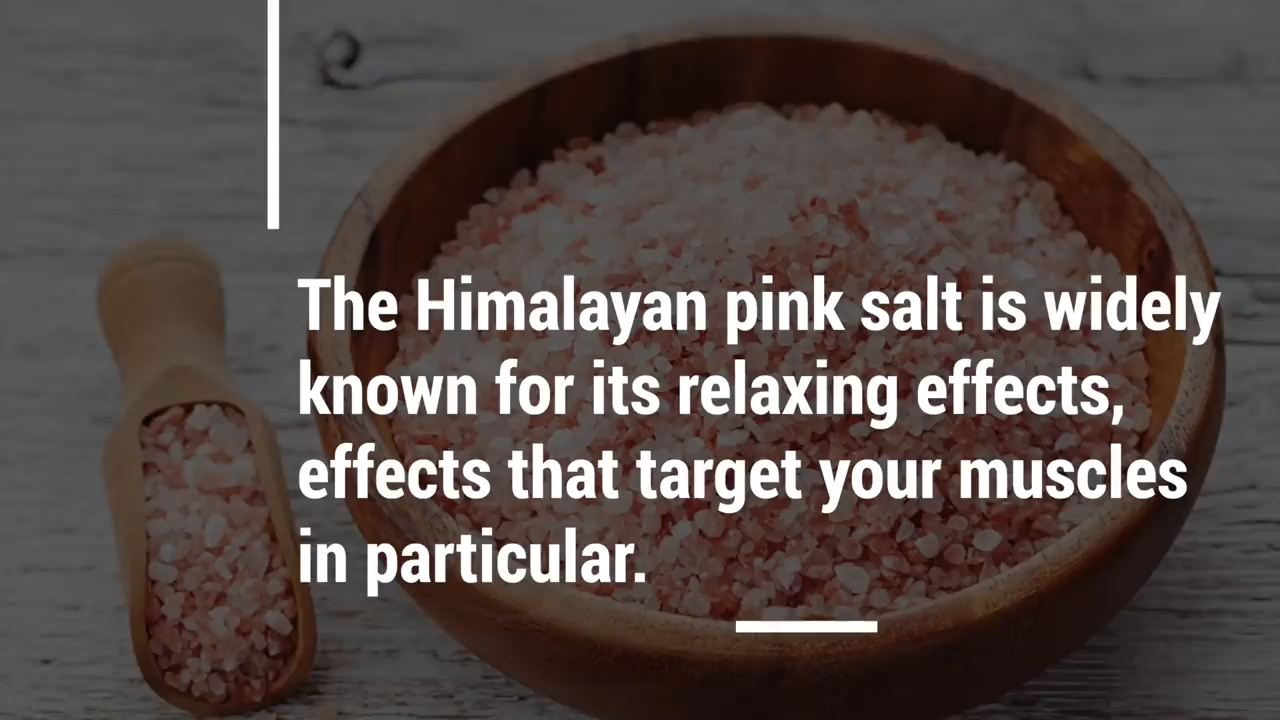 The Himalayan pink salt is widely
known for its relaxing effects,
effects that target your muscles
in particular.